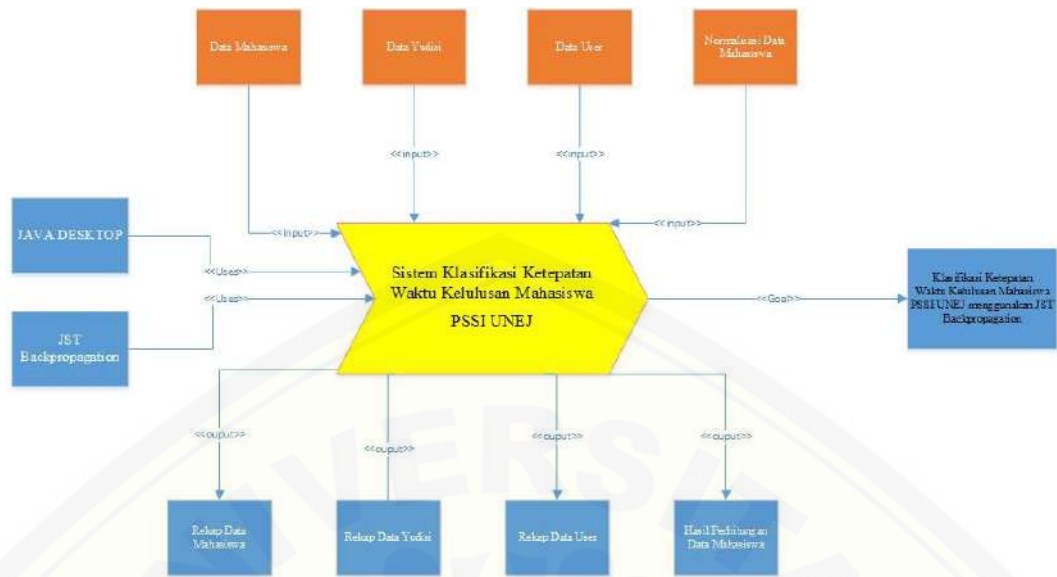 Data Mahasiswa
Data Yudisi
Data User
Normalisasi Data
Mahasiswa
<<input>>
<<input>>
<<input>>
<<input>>
JAVA DESKTOP
<<Uses>>
<<Uses>>
JST
Backpropagation
Sistem Klasifikasi Ketepatan
Waktu Kelulusan Mahasiswa
PSSI UNEJ
<<Goal>>
Klasifikasi Ketepatan
Waktu Kelulusan Mahasiswa
PSSI UNEJ menggunakan JST
Backpropagation
<<ouput>>
<<ouput>>
<<ouput>>
<<ouput>>
Rekap Data
Mahasiswa
Rekap Data Yudisi
Rekap Data User
Hasil Perhitungan
Data Mahasiswa